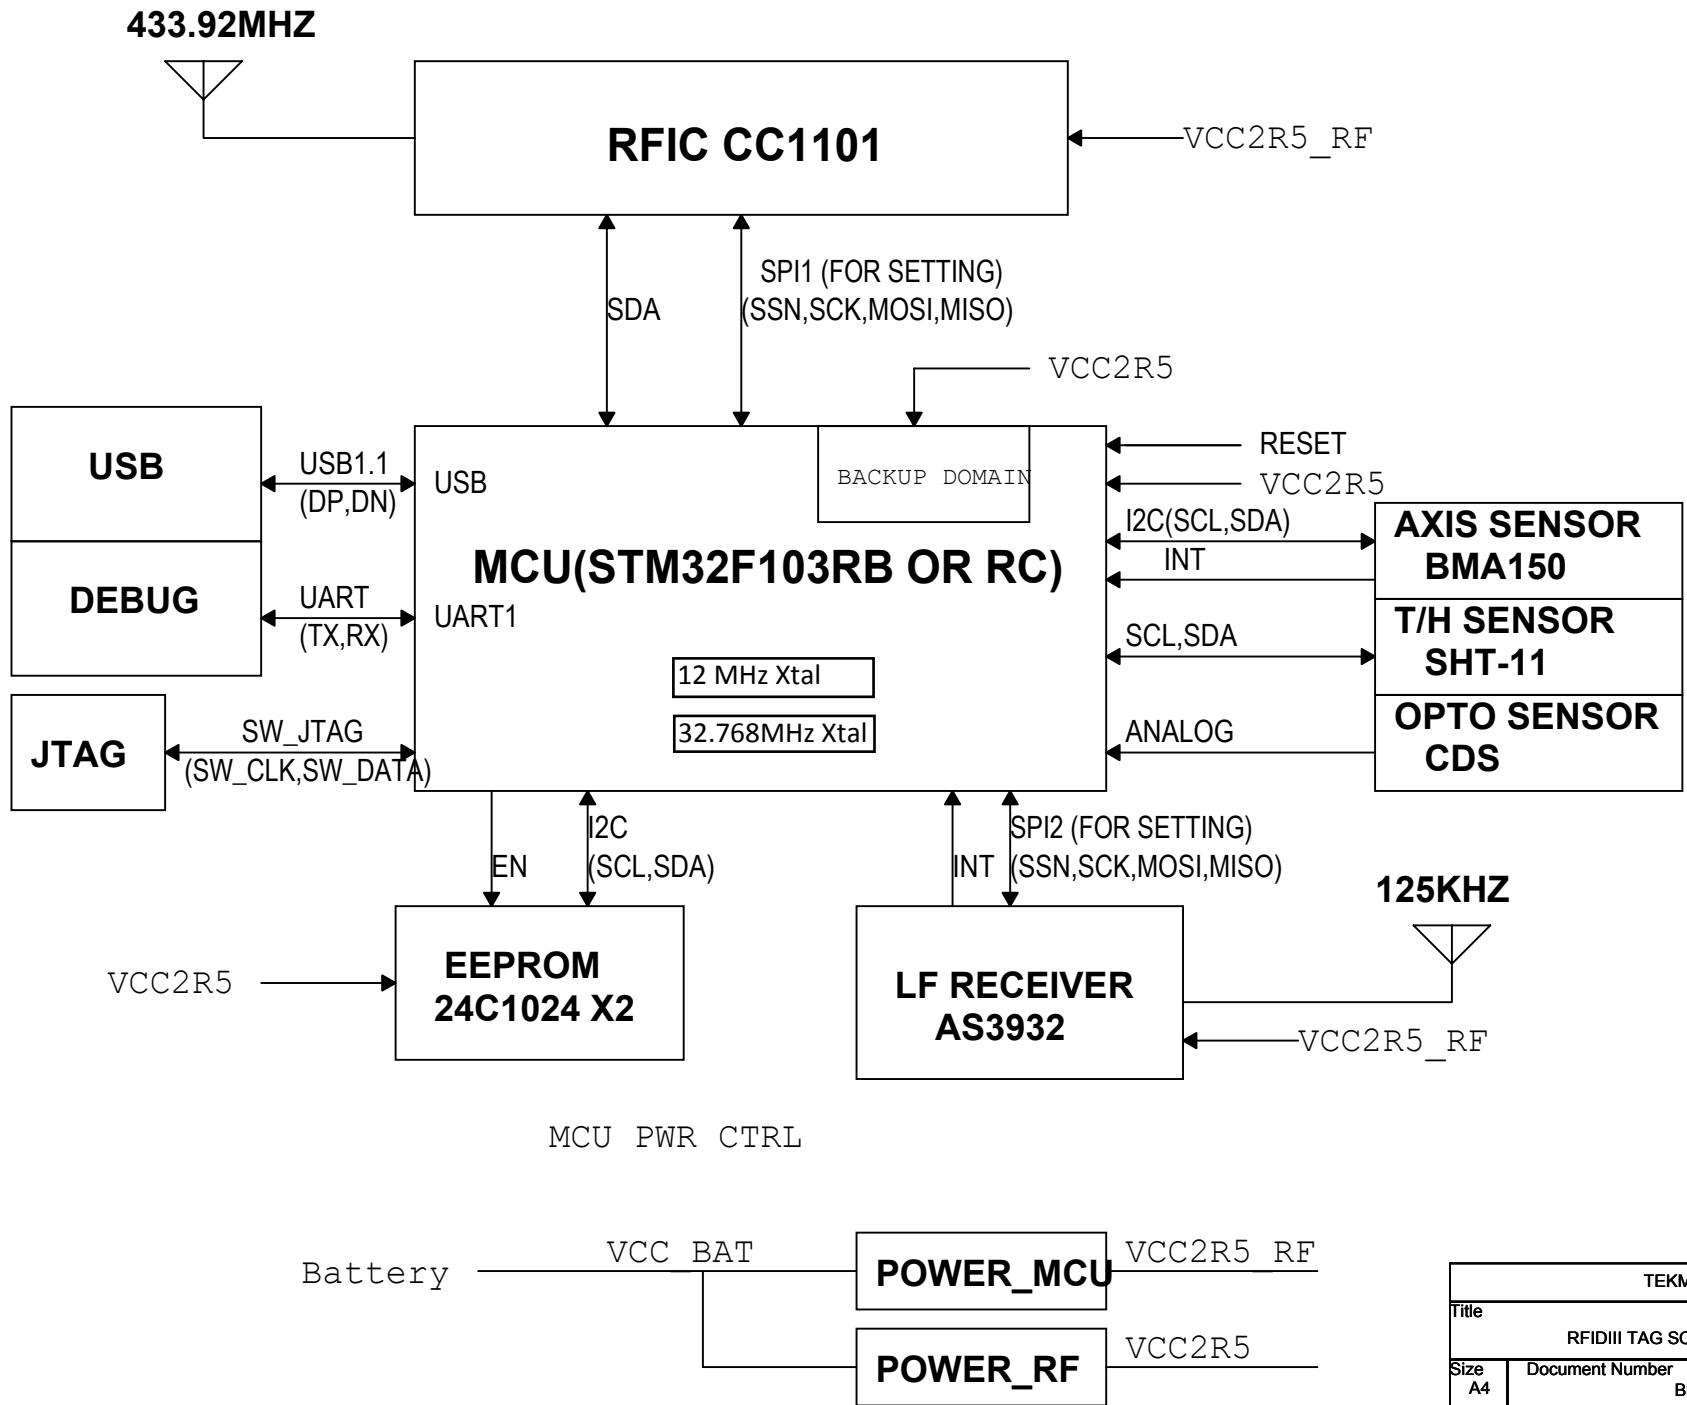 433.92MHZ
RFIC CC1101
VCC2R5_RF
SDA
SPI1 (FOR SETTING)
(SSN,SCK,MOSI,MISO)
VCC2R5
USB
USB1.1
(DP,DN)
USB
BACKUP DOMAIN
RESET
VCC2R5
MCU(STM32F103RB OR RC)
I2C(SCL,SDA)
INT
AXIS SENSOR
BMA150
DEBUG
UART
(TX,RX)
UART1
SCL,SDA
T/H SENSOR
SHT-11
12 MHz Xtal
32.768MHz Xtal
JTAG
SW_JTAG
(SW_CLK,SW_DATA)
ANALOG
OPTO SENSOR
CDS
EN
I2C
(SCL,SDA)
INT
SPI2 (FOR SETTING)
(SSN,SCK,MOSI,MISO)
125KHZ
VCC2R5
EEPROM
24C1024 X2
LF RECEIVER
AS3932
VCC2R5_RF
MCU PWR CTRL
Battery
VCC_BAT
POWER_MCU
VCC2R5_RF
POWER_RF
VCC2R5
TEKM
Title
RFIDIII TAG SC
Size
A4
Document Number
B